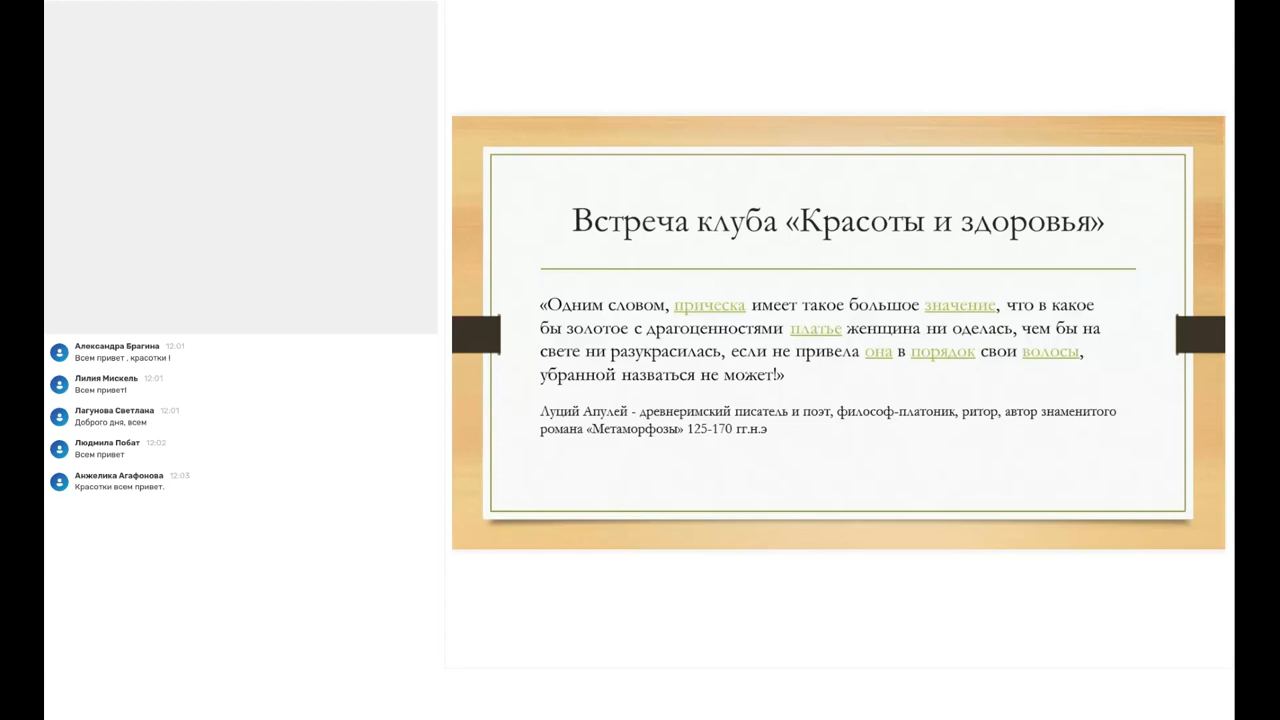 Александра Брагина 12:01
Всем привет , красотки !
Лилия Мискель 12:01
Всем привет!
Лагунова Светлана 12:01
Доброго дня, всем
Людмила Побат 12:02
Всем привет
Анжелика Агафонова 12:03
Красотки всем привет.
Встреча клуба «Красоты и здоровья»
«Одним словом, прическа имеет такое большое значение, что в какое
бы золотое с драгоценностями платье женщина ни оделась, чем бы на
свете ни разукрасилась, если не привела она в порядок свои волосы,
убранной назваться не может!»
Луций Апулей - древнеримский писатель и поэт, философ-платоник, ритор, автор знаменитого
романа «Метаморфозы» 125-170 гг.н.э